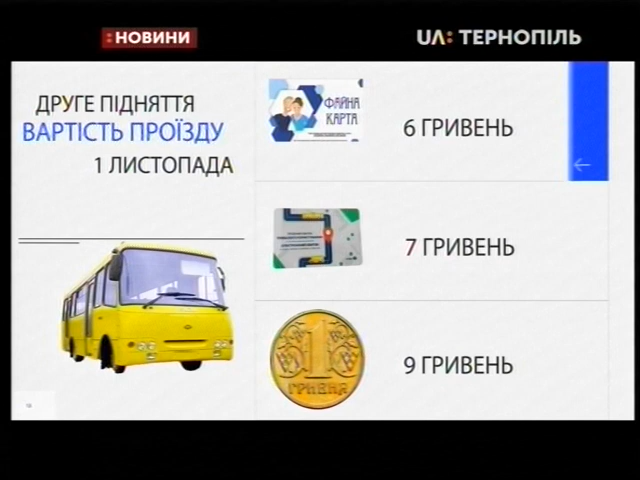 :НОВИНИ
UA: ТЕРНОПІЛЬ
ДРУГЕ ПІДНЯТТЯ
ВАРТІСТЬ ПРОЇЗДУ
1 ЛИСТОПАДА
ФАЙНА
КАРТА
6 ГРИВЕНЬ
7 ГРИВЕНЬ
1
ГРИВНЯ
9 ГРИВЕНЬ